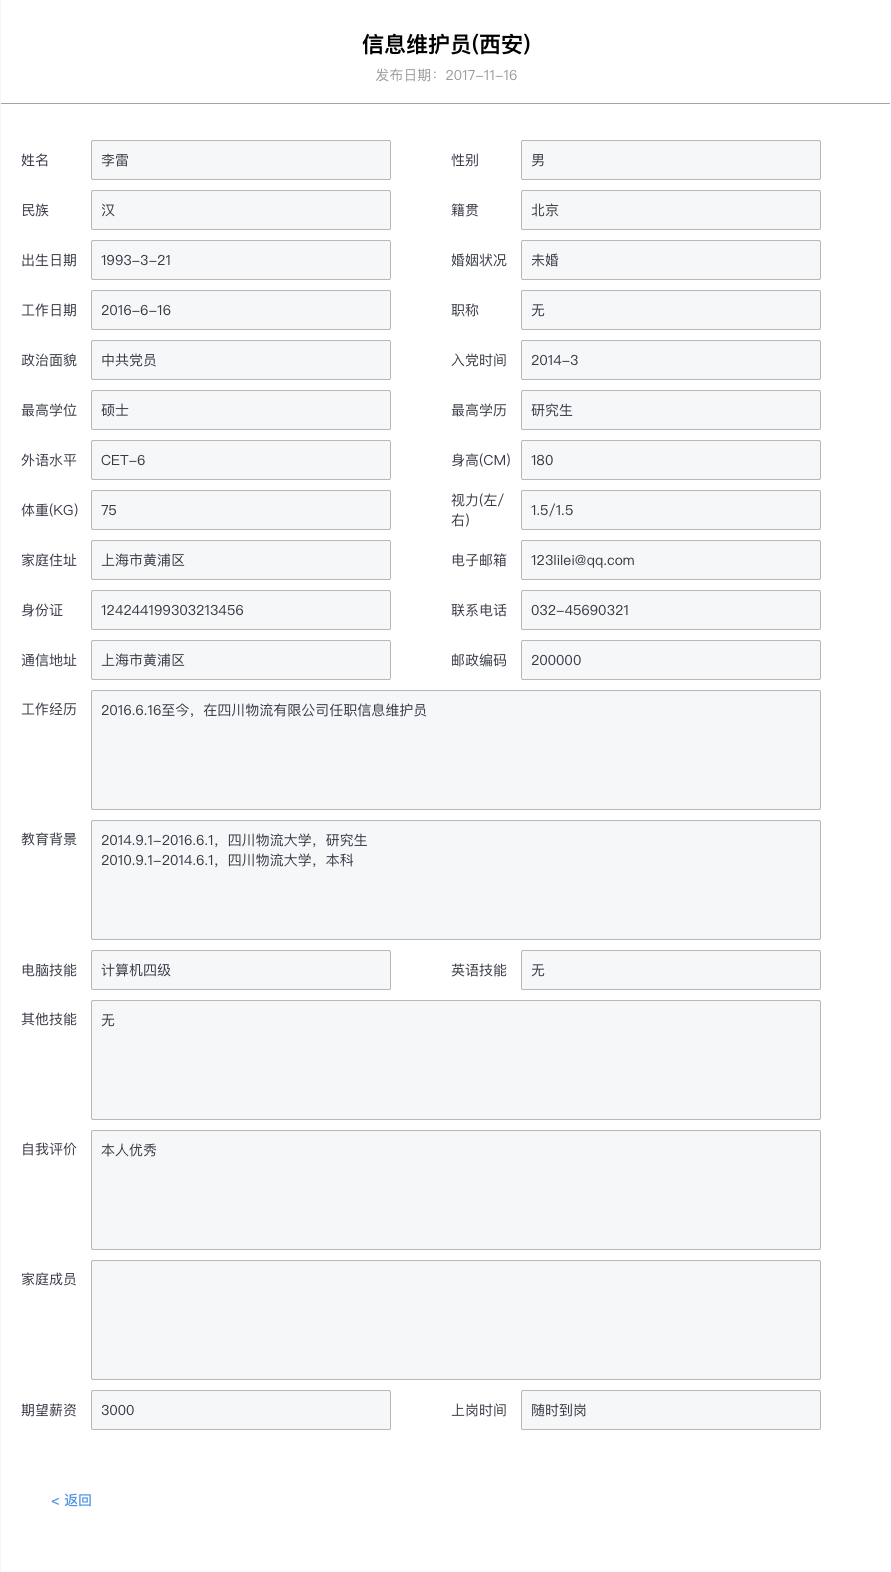 信息维护员(西安)
发布日期：2017-11-16
姓名 李雷 性别 男
民族 汉 籍贯 北京
出生日期 1993-3-21 婚姻状况 未婚
工作日期 2016-6-16 职称 无
政治面貌 中共党员 入党时间 2014-3
最高学位 硕士 最高学历 研究生
外语水平 CET-6 身高(CM) 180
体重(KG) 75 视力(左/
右) 1.5/1.5
家庭住址 上海市黄浦区 电子邮箱 123lilei@qq.com
身份证 124244199303213456 联系电话 032-45690321
通信地址 上海市黄浦区 邮政编码 200000
工作经历 2016.6.16至今，在四川物流有限公司任职信息维护员
教育背景 2014.9.1-2016.6.1，四川物流大学，研究生
2010.9.1-2014.6.1，四川物流大学，本科
电脑技能 计算机四级 英语技能 无
其他技能 无
自我评价 本人优秀
家庭成员
期望薪资 3000 上岗时间 随时到岗
< 返回